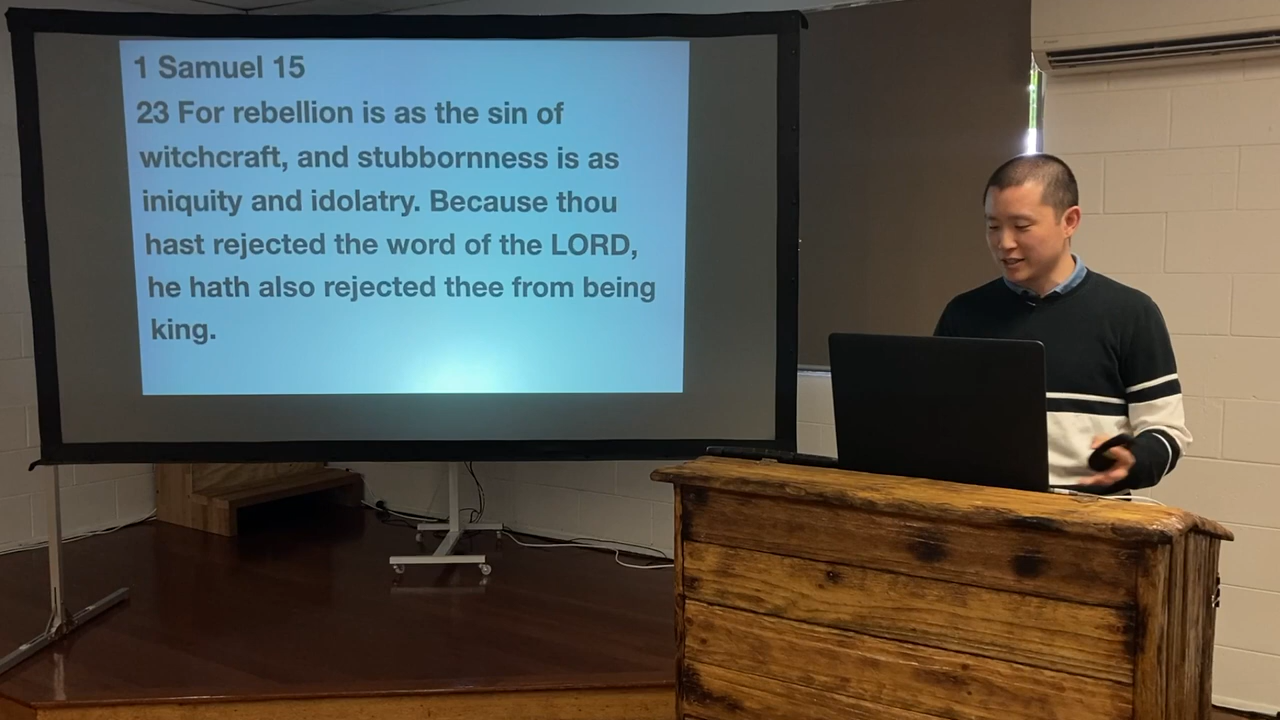 1 Samuel 15
23 For rebellion is as the sin of
witchcraft, and stubbornness is as
iniquity and idolatry. Because thou
hast rejected the word of the LORD,
he hath also rejected thee from being
king.